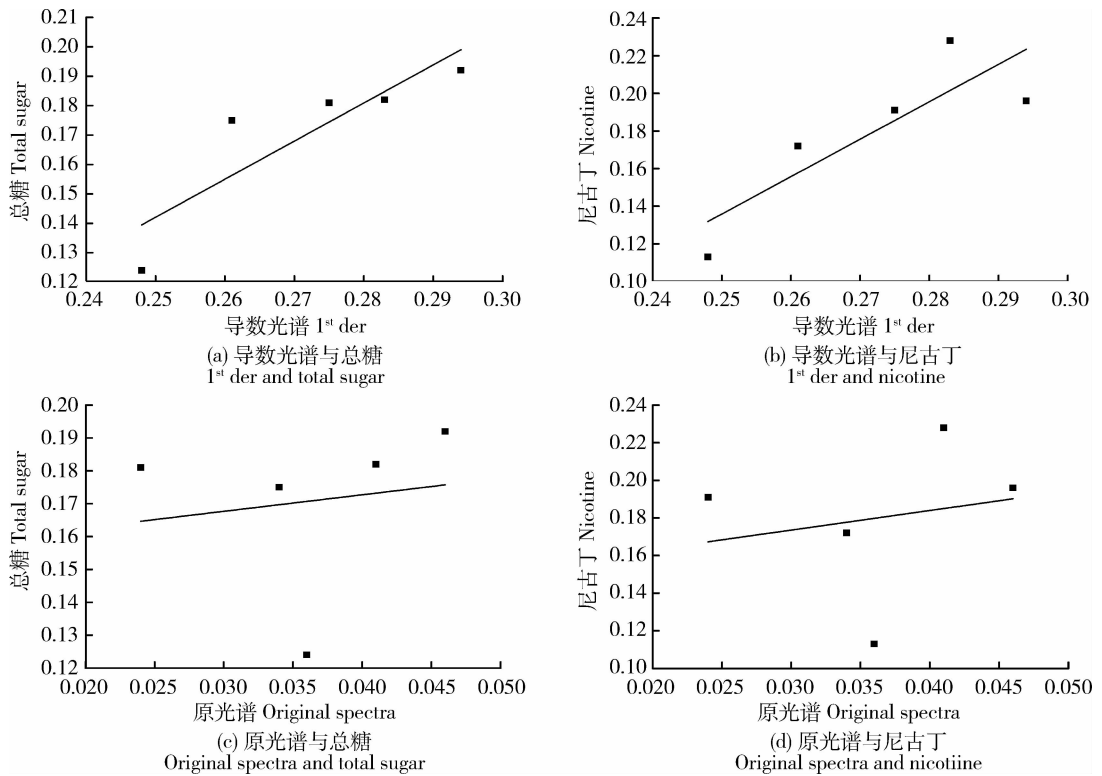 0.21
0.20
0.19
0.18
0.17
0.16
0.15
0.14
0.13
0.12
总糖 Total sugar
0.24 0.25 0.26 0.27 0.28 0.29 0.30
导数光谱 1st der
(a) 导数光谱与总糖
1st der and total sugar
0.24
0.22
0.20
0.18
0.16
0.14
0.12
0.10
尼古丁 Nicotine
0.24 0.25 0.26 0.27 0.28 0.29 0.30
导数光谱 1st der
(b) 导数光谱与尼古丁
1st der and nicotine
0.20
0.19
0.18
0.17
0.16
0.15
0.14
0.13
0.12
总糖 Total sugar
0.020 0.025 0.030 0.035 0.040 0.045 0.050
原光谱 Original spectra
(c) 原光谱与总糖
Original spectra and total sugar
0.24
0.22
0.20
0.18
0.16
0.14
0.12
0.10
尼古丁 Nicotine
0.020 0.025 0.030 0.035 0.040 0.045 0.050
原光谱 Original spectra
(d) 原光谱与尼古丁
Original spectra and nicotiine